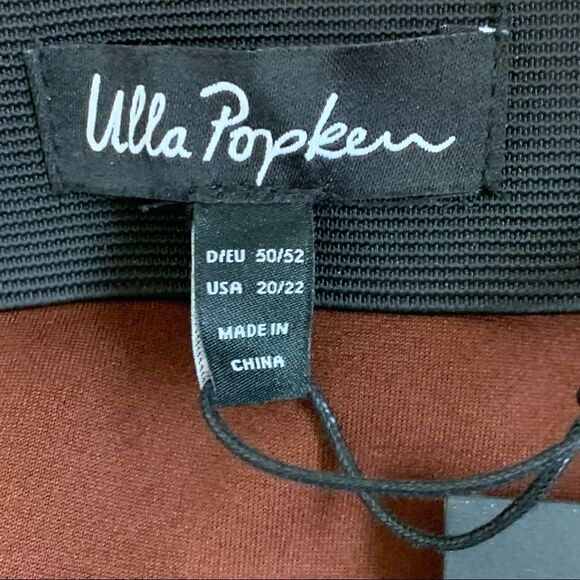 Ulla Popken
D/EU 50/52
USA 20/22
MADE IN
CHINA